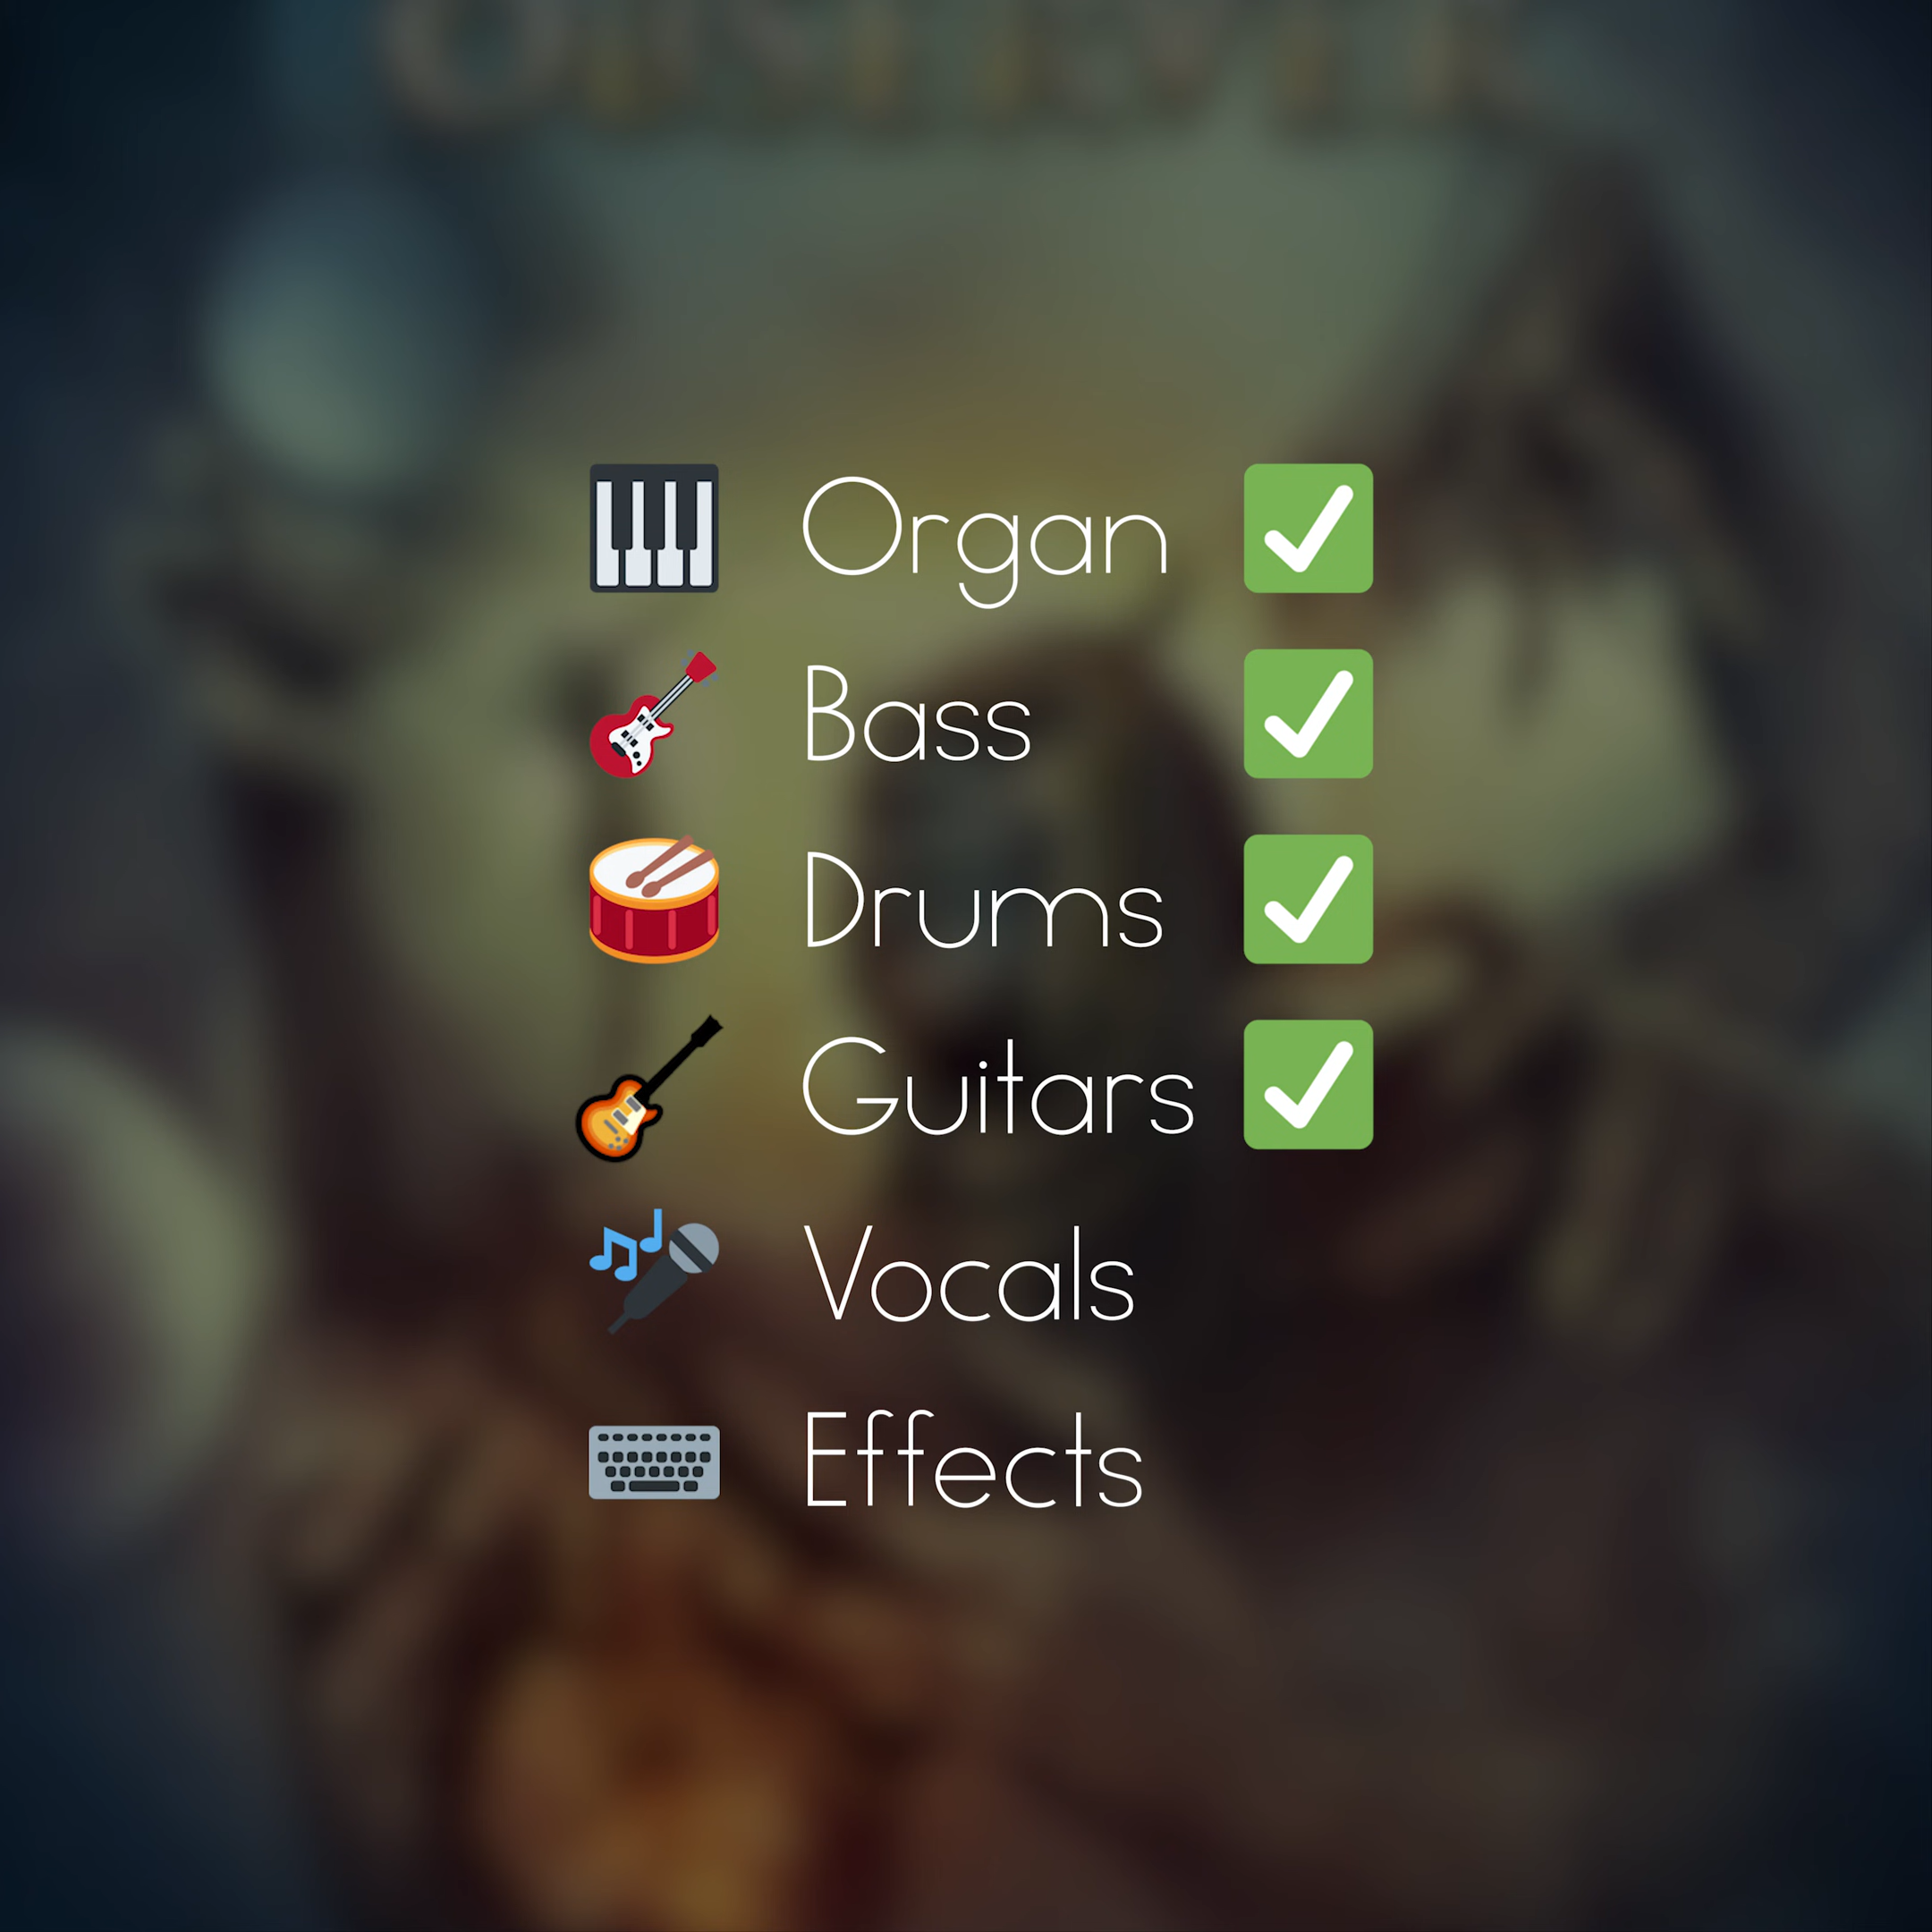 Organ
Bass
Drums
Guitars
Vocals
Effects